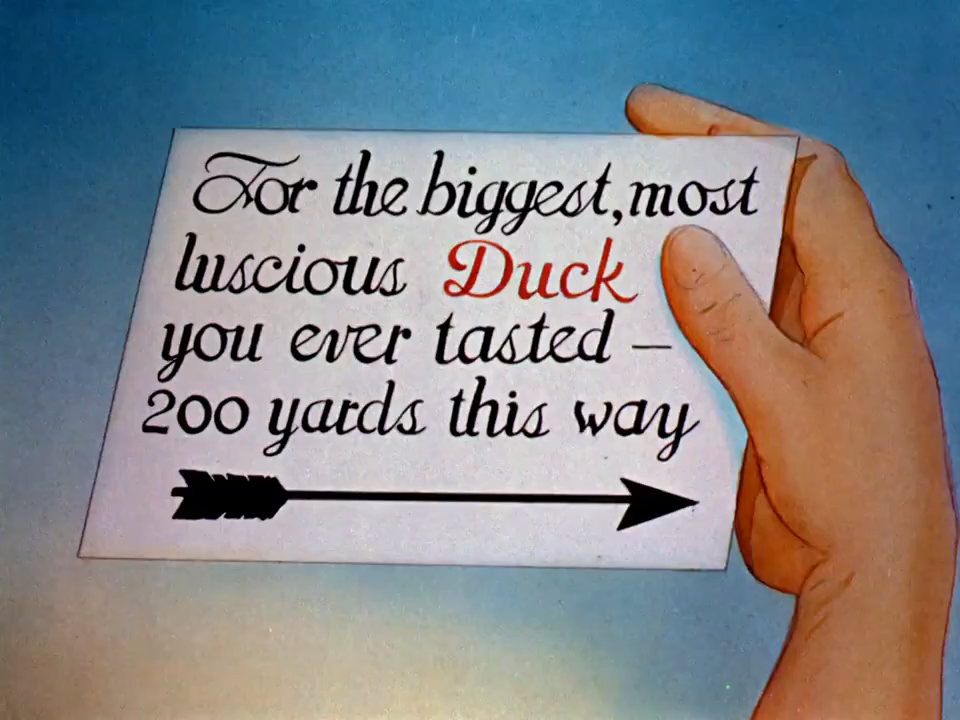 For the biggest, most
luscious Duck
you ever tasted —
200 yards this way